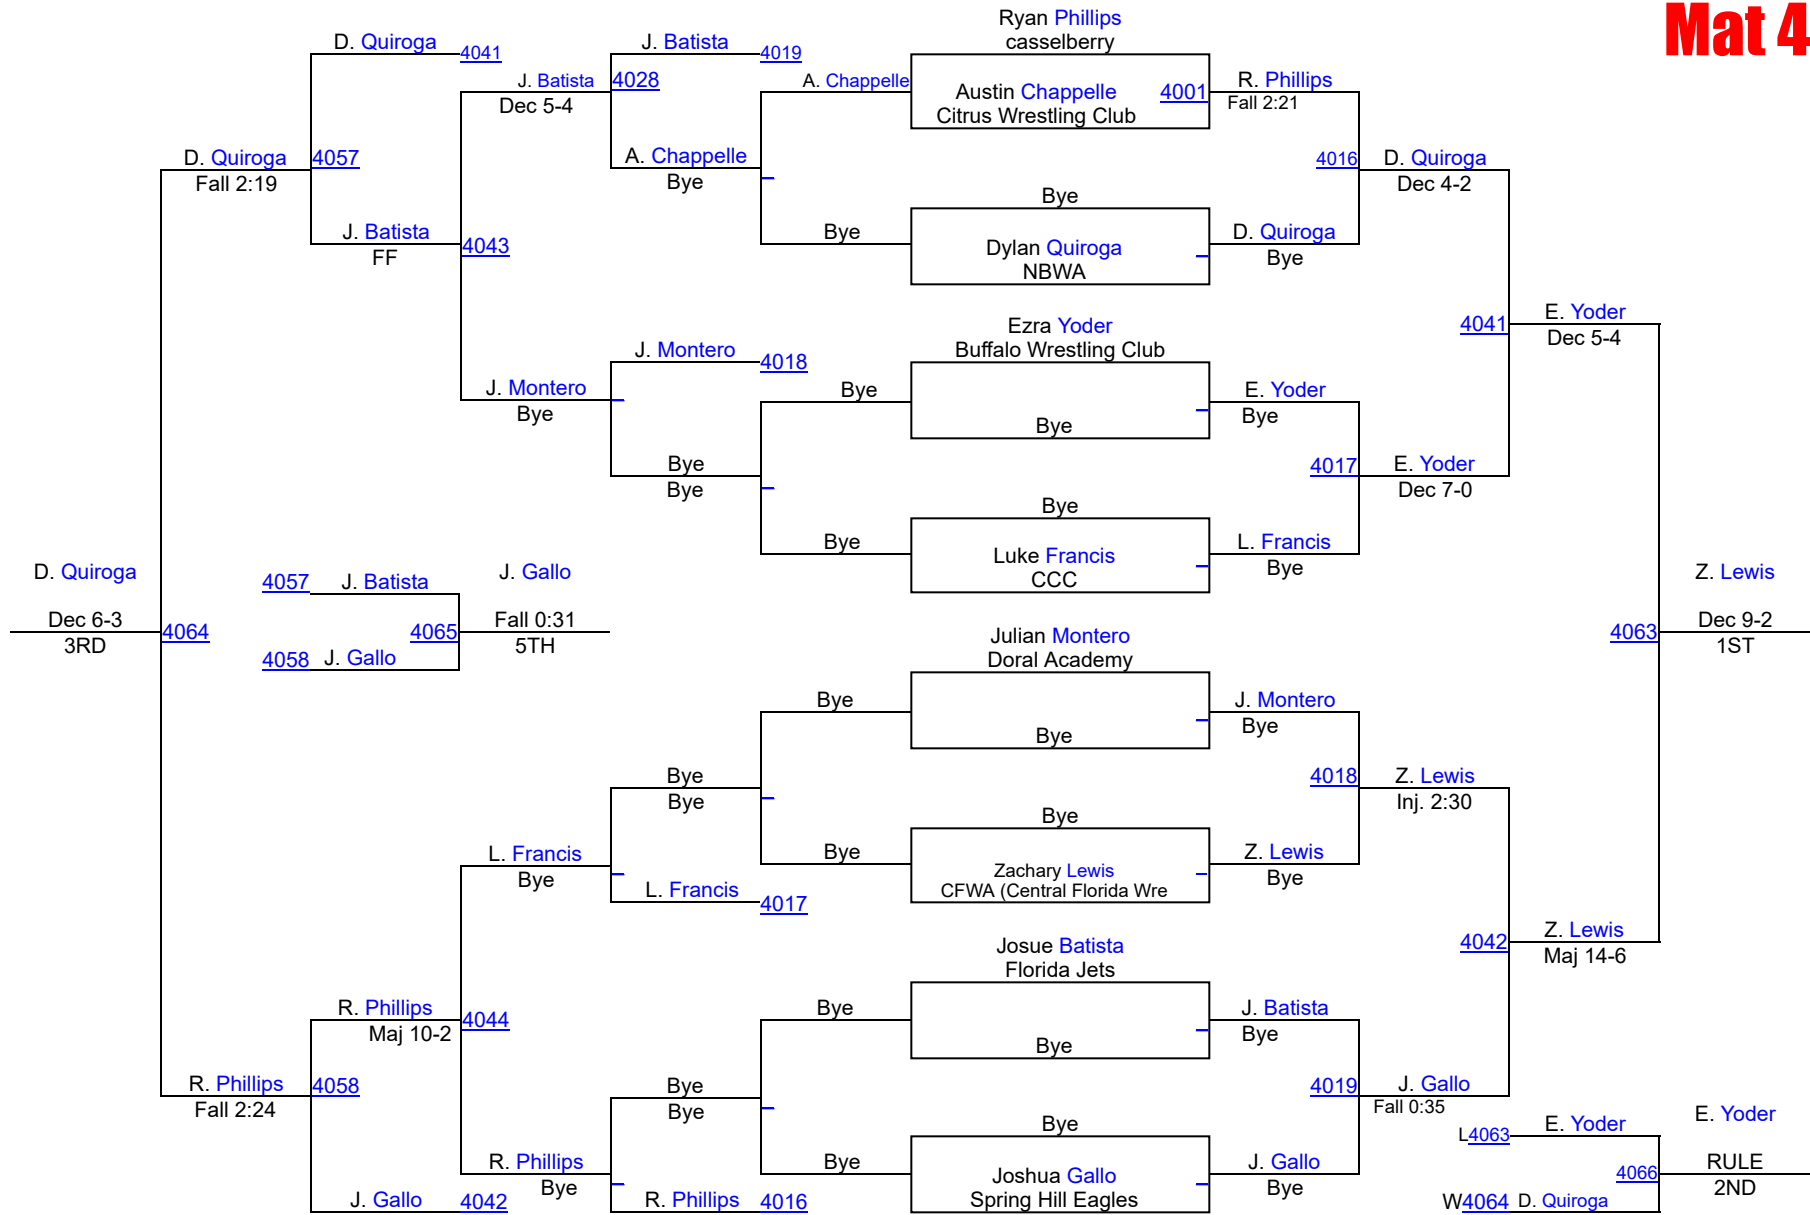 Mat 4
Ryan Phillips
casselberry
D. Quiroga 4041
J. Batista 4019
J. Batista 4028
Dec 5-4
A. Chappelle
Austin Chappelle 4001
Citrus Wrestling Club
R. Phillips
Fall 2:21
D. Quiroga 4057
Fall 2:19
A. Chappelle
Bye
4016 D. Quiroga
Dec 4-2
Bye
J. Batista 4043
FF
Bye
Dylan Quiroga
NBWA
D. Quiroga
Bye
Ezra Yoder
Buffalo Wrestling Club
4041 E. Yoder
Dec 5-4
J. Montero 4018
J. Montero
Bye
Bye
Bye
E. Yoder
Bye
Bye
Bye
4017 E. Yoder
Dec 7-0
Bye
Bye
Luke Francis
CCC
L. Francis
Bye
D. Quiroga
Dec 6-3
3RD
4064
4057 J. Batista
4058 J. Gallo
4065
J. Gallo
Fall 0:31
5TH
Z. Lewis
4063 Dec 9-2
1ST
Julian Montero
Doral Academy
Bye
Bye
J. Montero
Bye
Bye
Bye
4018 Z. Lewis
Inj. 2:30
Bye
L. Francis
Bye
Bye
Zachary Lewis
CFWA (Central Florida Wre
Z. Lewis
Bye
L. Francis 4017
4042 Z. Lewis
Maj 14-6
Josue Batista
Florida Jets
R. Phillips 4044
Maj 10-2
Bye
Bye
J. Batista
Bye
R. Phillips 4058
Fall 2:24
Bye
Bye
4019 J. Gallo
Fall 0:35
Bye
R. Phillips
Bye
Bye
Joshua Gallo
Spring Hill Eagles
J. Gallo
Bye
J. Gallo 4042
R. Phillips 4016
L4063 E. Yoder
W4064 D. Quiroga
4066
E. Yoder
RULE
2ND